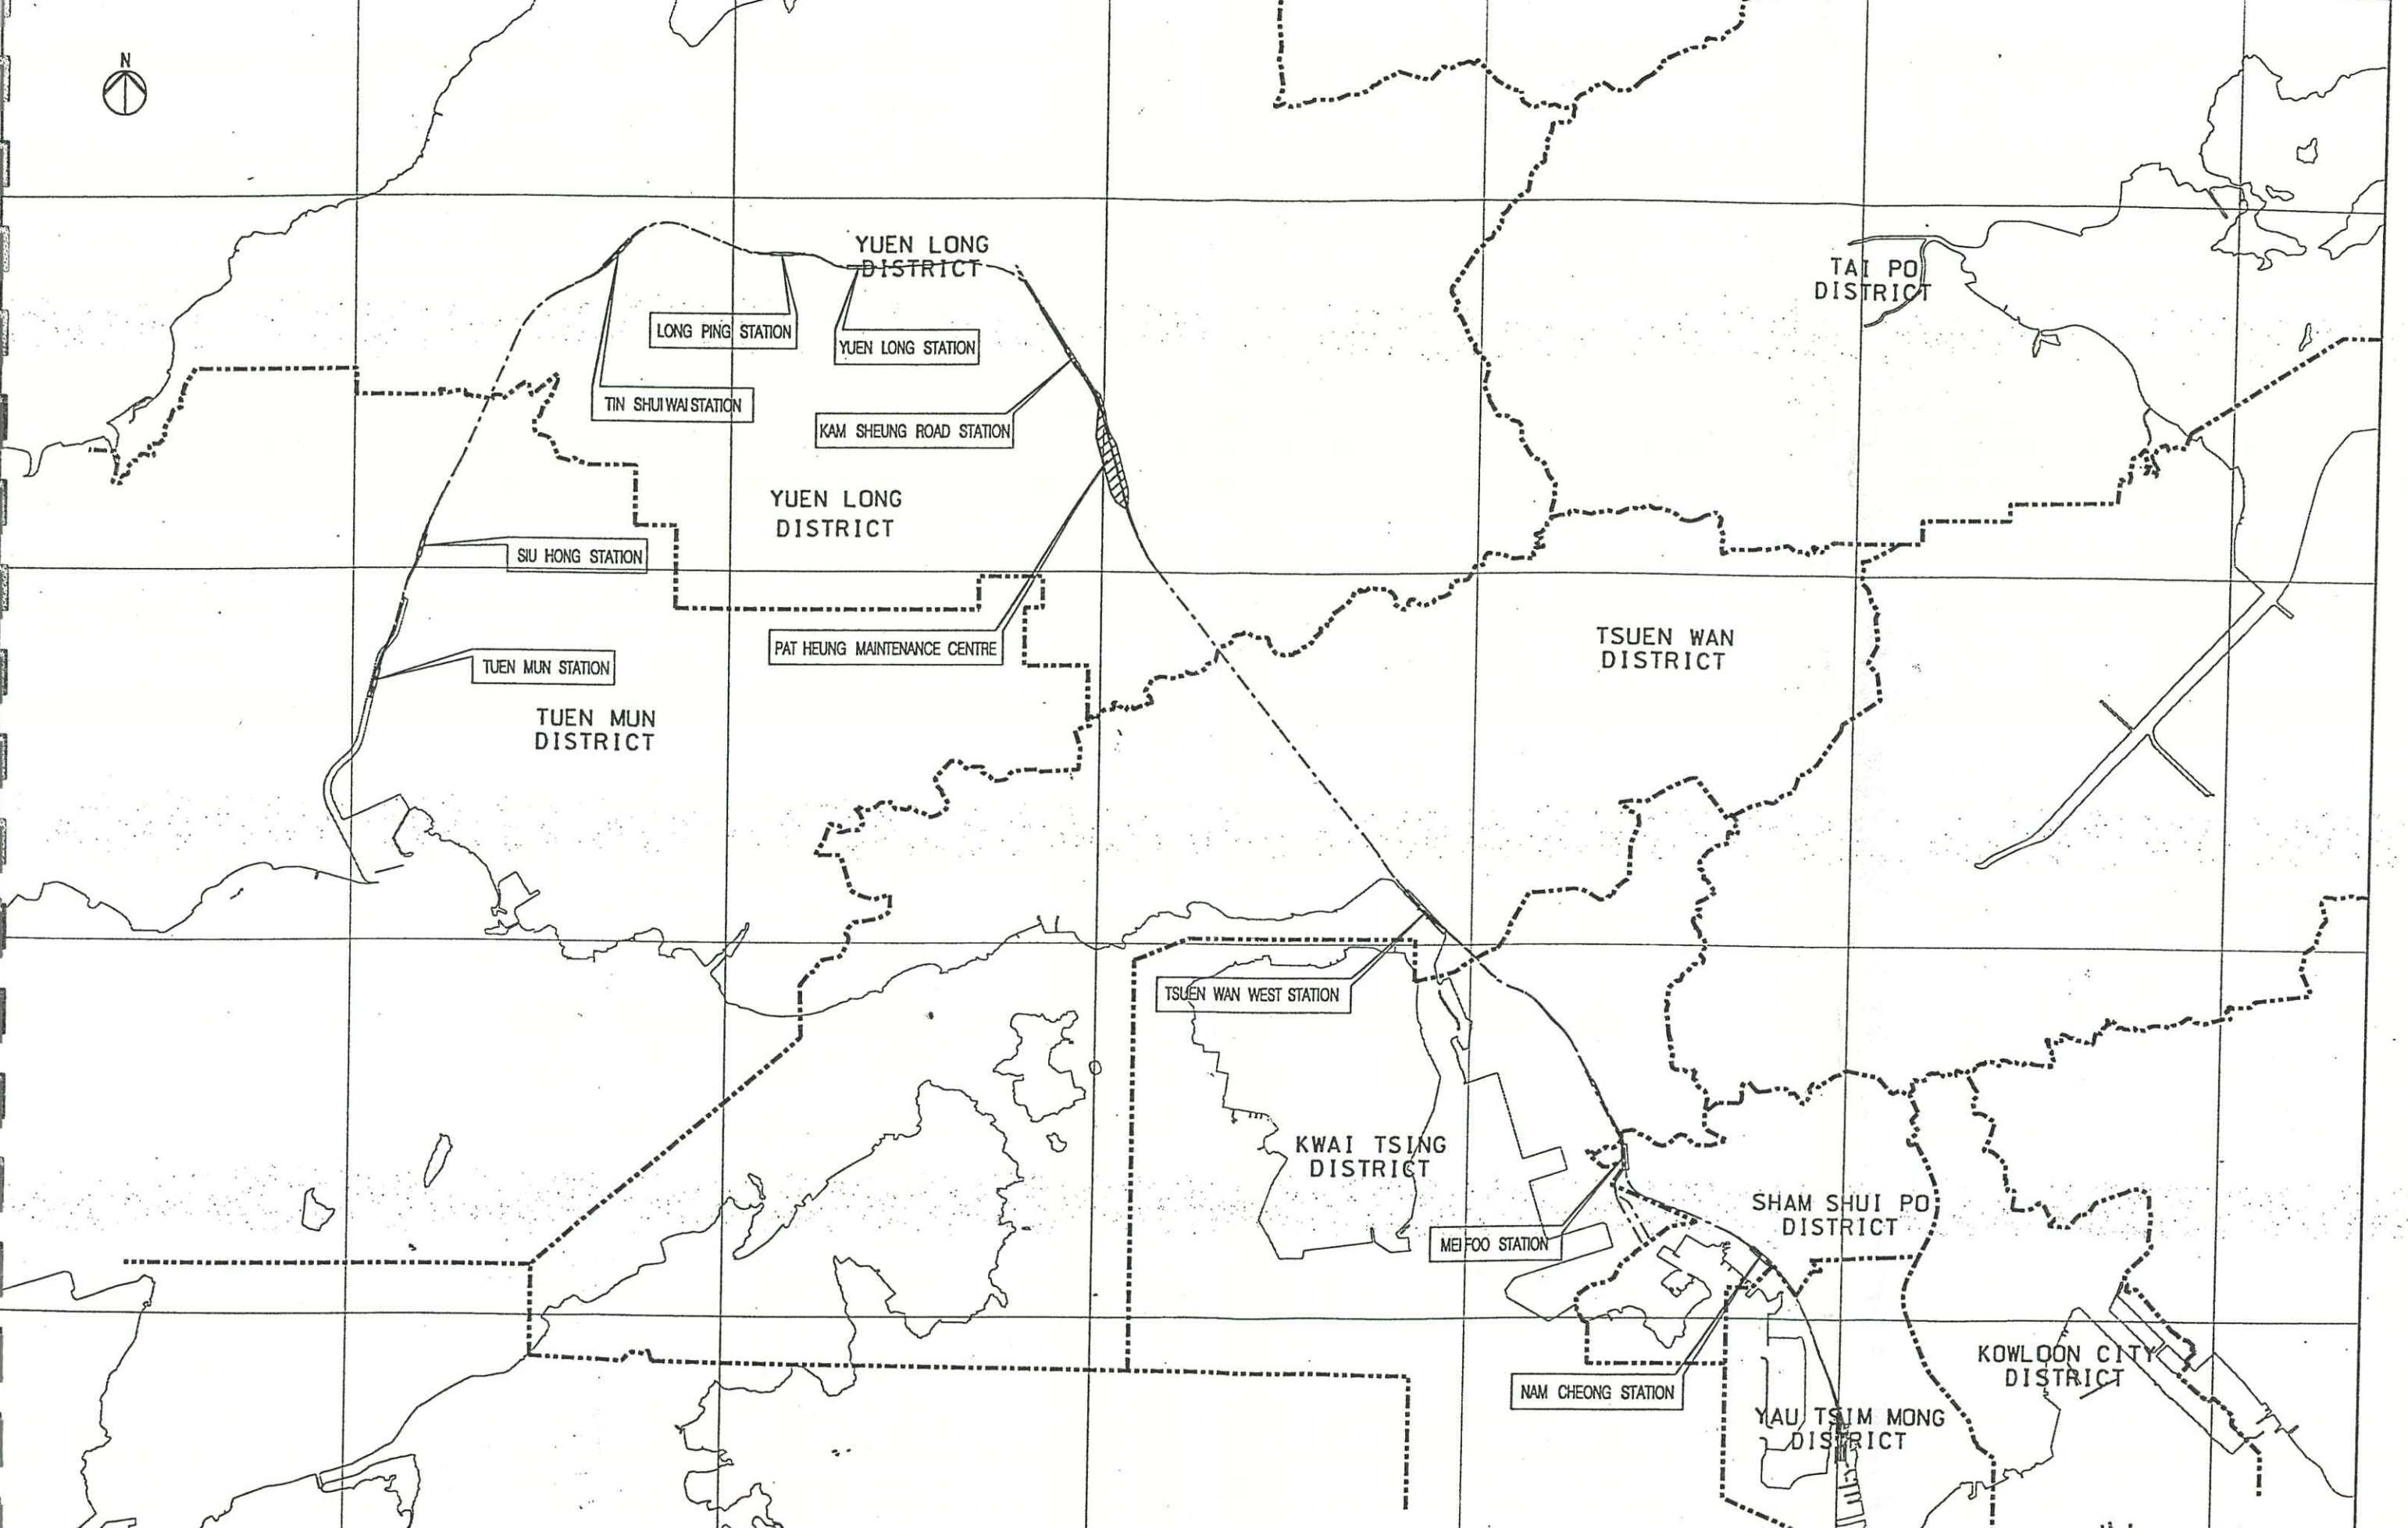 N
YUEN LONG
DISTRICT
TAI PO
DISTRICT
LONG PING STATION
YUEN LONG STATION
TIN SHUI WAI STATION
KAM SHEUNG ROAD STATION
YUEN LONG
DISTRICT
SIU HONG STATION
PAT HEUNG MAINTENANCE CENTRE
TSUEN WAN
DISTRICT
TUEN MUN STATION
TUEN MUN
DISTRICT
TSUEN WAN WEST STATION
KWAI TSING
DISTRICT
SHAM SHUI PO
DISTRICT
MEI FOO STATION
KOWLOON CITY
DISTRICT
NAM CHEONG STATION
YAU TSIM MONG
DISTRICT